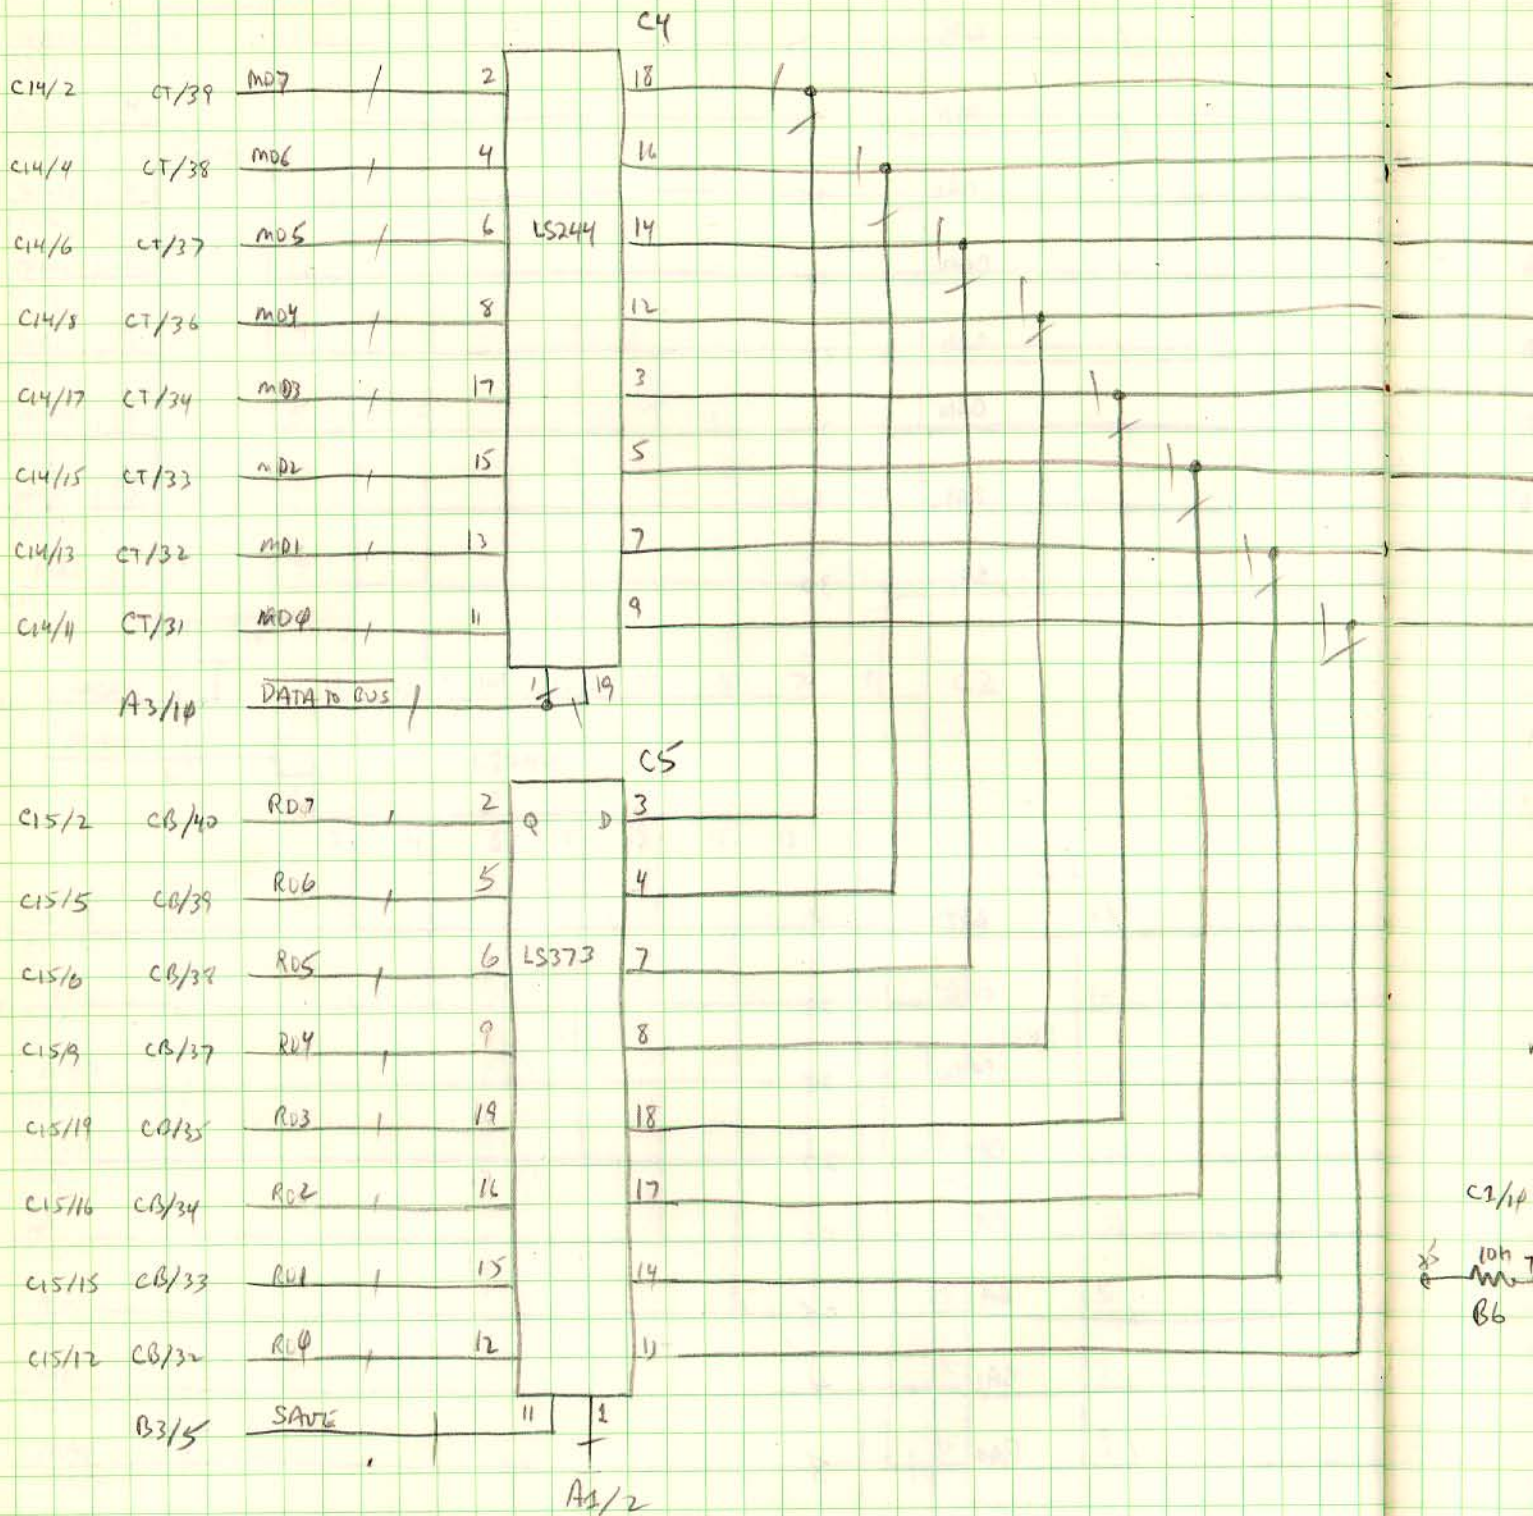 C4
C14/2 CT/39 MD7 2 18
C14/4 CT/38 MD6 4 16
C14/6 CT/37 MD5 6 LS244 14
C14/8 CT/36 MD4 8 12
C14/17 CT/34 MD3 17 3
C14/15 CT/33 MD2 15 5
C14/13 CT/32 MD1 13 7
C14/11 CT/31 MD0 11 9
A3/10 DATA TO BUS 1 19
C5
C15/2 CB/40 RD7 2 Q D 3
C15/5 CB/39 RD6 5 4
C15/6 CB/38 RD5 6 LS373 7
C15/9 CB/37 RD4 9 8
C15/19 CB/35 RD3 19 18
C15/16 CB/34 RD2 16 17
C1/10
C15/15 CB/33 RD1 15 14
B6
C15/12 CB/32 RD0 12 13
B3/5 SAVE 11 1
A1/2